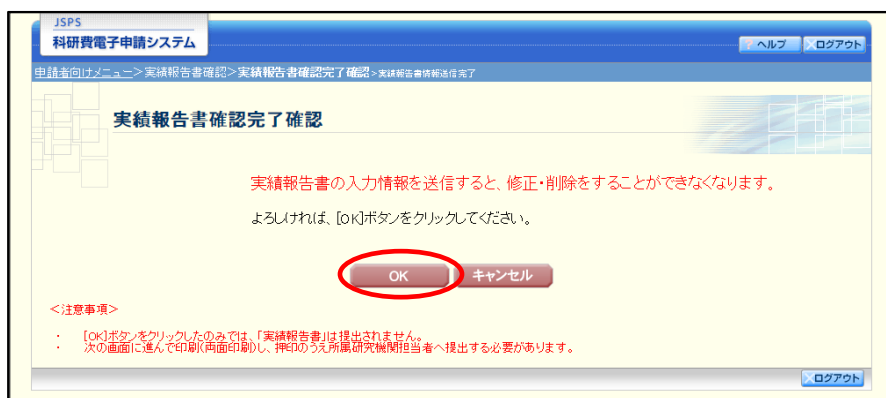 JSPS
科研費電子申請システム
? ヘルプ
×ログアウト
申請者向けメニュー>実績報告書確認>実績報告書確認完了確認>実績報告書情報送信完了
実績報告書確認完了確認
実績報告書の入力情報を送信すると、修正・削除をすることができなくなります。
よろしければ、[OK]ボタンをクリックしてください。
OK
キャンセル
<注意事項>
・ [OK]ボタンをクリックしたのみでは、「実績報告書」は提出されません。
・ 次の画面に進んで印刷(両面印刷)し、押印のうえ所属研究機関担当者へ提出する必要があります。
×ログアウト